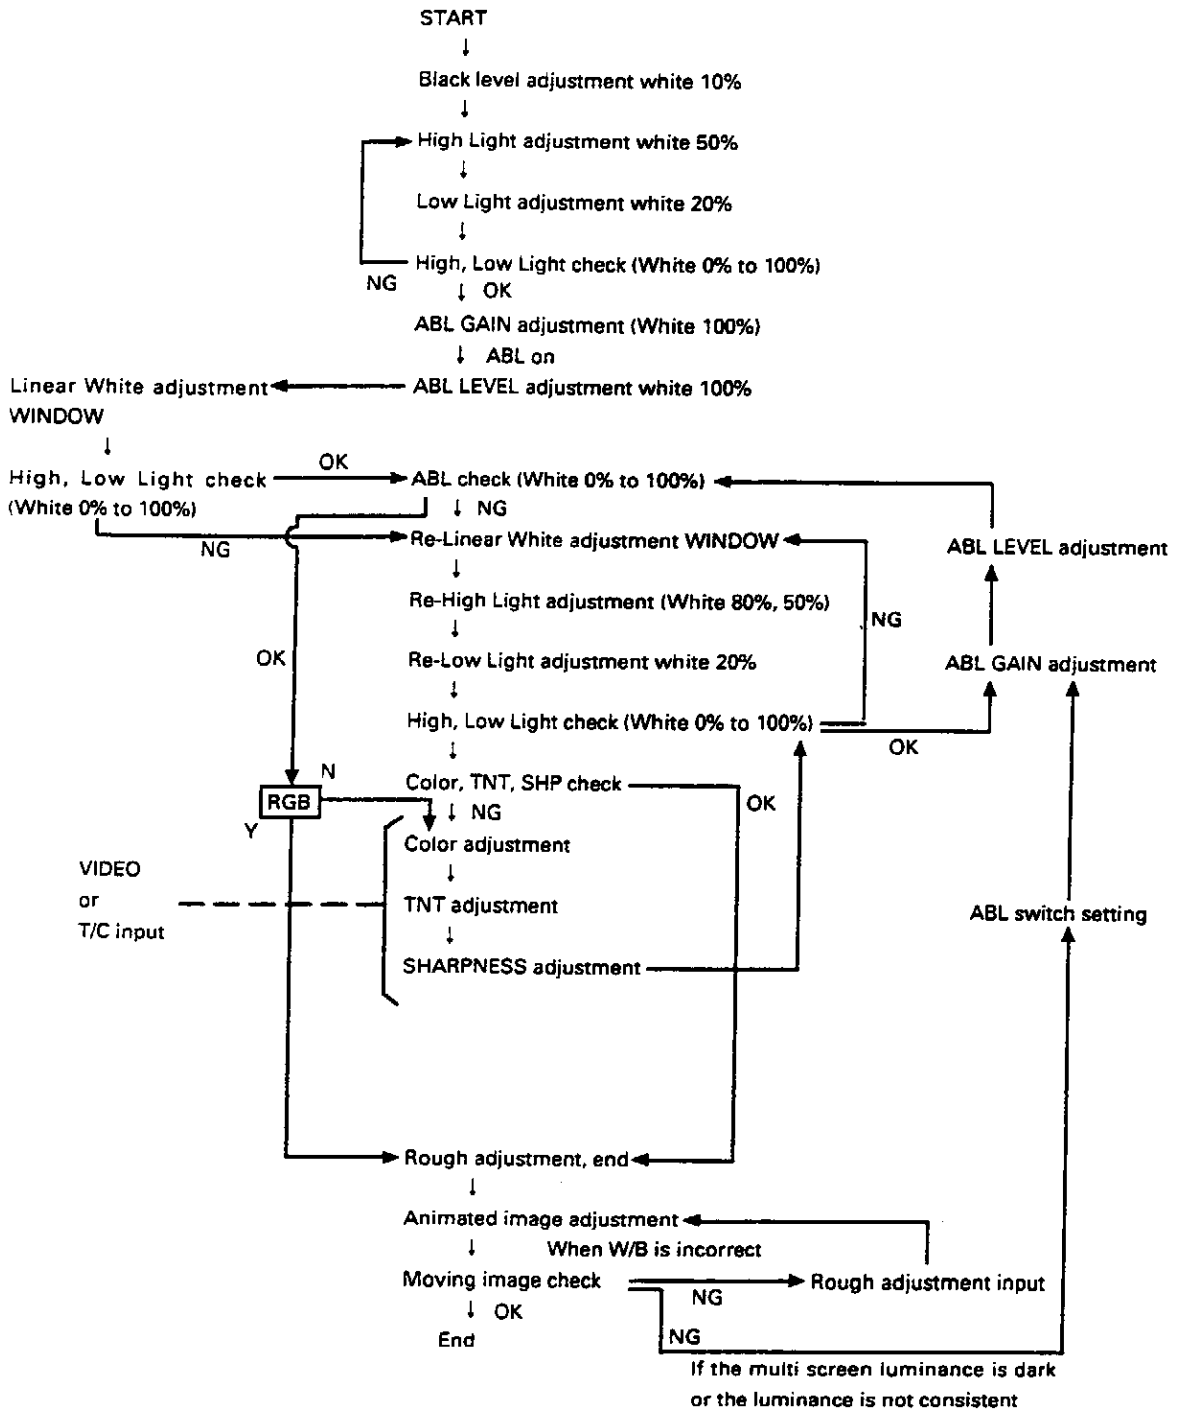 START
Black level adjustment white 10%
High Light adjustment white 50%
Low Light adjustment white 20%
High, Low Light check (White 0% to 100%)
NG
OK
ABL GAIN adjustment (White 100%)
ABL on
Linear White adjustment
WINDOW
ABL LEVEL adjustment white 100%
High, Low Light check
(White 0% to 100%)
OK
ABL check (White 0% to 100%)
NG
NG
Re-Linear White adjustment WINDOW
ABL LEVEL adjustment
Re-High Light adjustment (White 80%, 50%)
NG
OK
Re-Low Light adjustment white 20%
ABL GAIN adjustment
High, Low Light check (White 0% to 100%)
OK
N
RGB
Y
Color, TNT, SHP check
OK
NG
Color adjustment
VIDEO
or
T/C input
TNT adjustment
ABL switch setting
SHARPNESS adjustment
Rough adjustment, end
Animated image adjustment
When W/B is incorrect
Moving image check
NG
Rough adjustment input
OK
End
NG
If the multi screen luminance is dark
or the luminance is not consistent